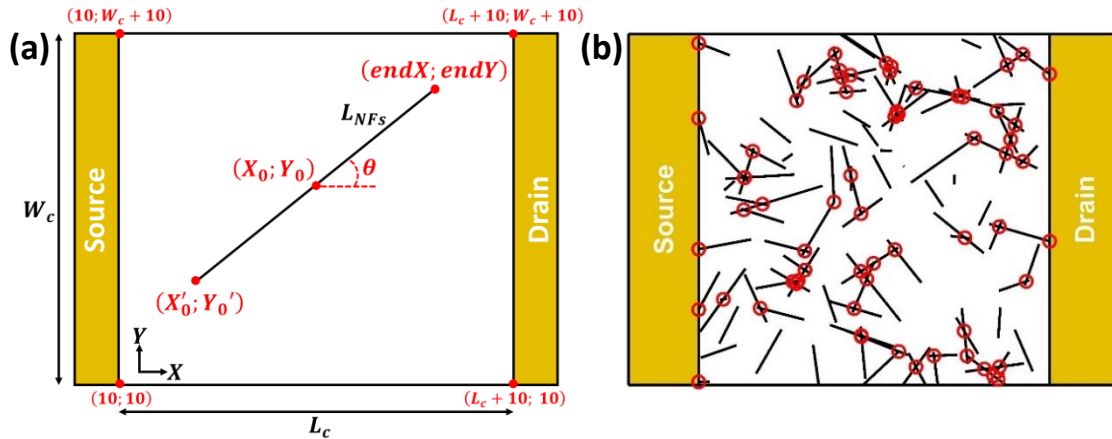 (a)
(10; W_c + 10)
(L_c + 10; W_c + 10)
(endX; endY)
L_NFs
(X_0; Y_0)
θ
W_c
Source
Drain
(X_0'; Y_0')
Y
X
(10; 10)
(L_c + 10; 10)
L_c
(b)
Source
Drain